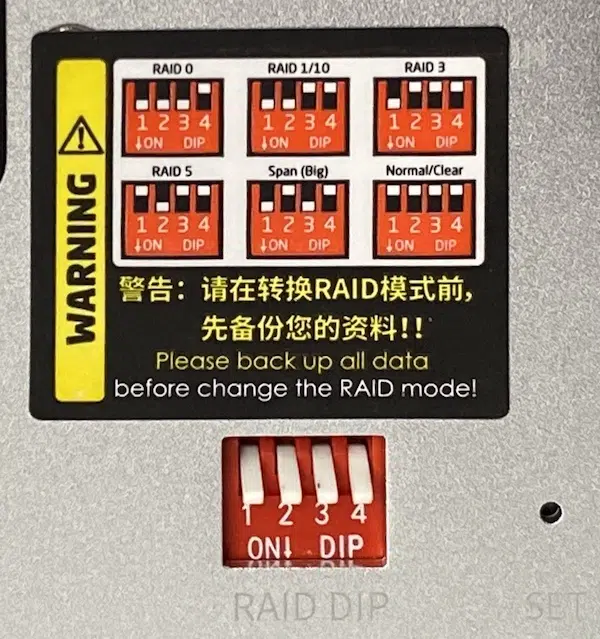 WARNING
RAID 0
RAID 1/10
RAID 3
1 2 3 4
1 2 3 4
1 2 3 4
↓ON DIP
↓ON DIP
↓ON DIP
RAID 5
Span (Big)
Normal/Clear
1 2 3 4
1 2 3 4
1 2 3 4
↓ON DIP
↓ON DIP
↓ON DIP
警告：请在转换RAID模式前，
先备份您的资料!!
Please back up all data
before change the RAID mode!
1 2 3 4
ON↓ DIP
RAID DIP
SET